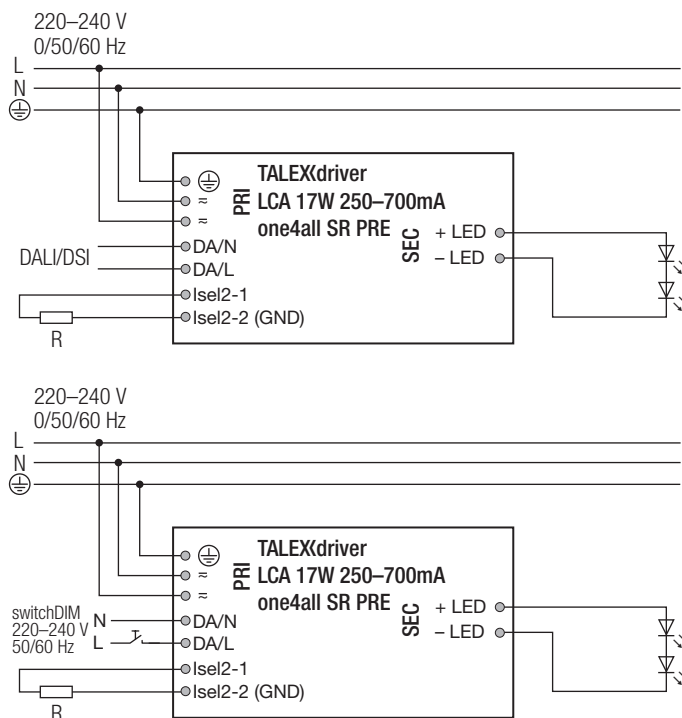 220–240 V
0/50/60 Hz
L
N
TALEXXdriver
≂
LCA 17W 250–700mA
PRI
≂
one4all SR PRE
SEC
+ LED
DA/N
– LED
DALI/DSI
DA/L
Isel2-1
Isel2-2 (GND)
R
220–240 V
0/50/60 Hz
L
N
TALEXXdriver
≂
LCA 17W 250–700mA
PRI
≂
one4all SR PRE
SEC
+ LED
switchDIM
220–240 V
50/60 Hz
N
DA/N
– LED
L
DA/L
Isel2-1
Isel2-2 (GND)
R